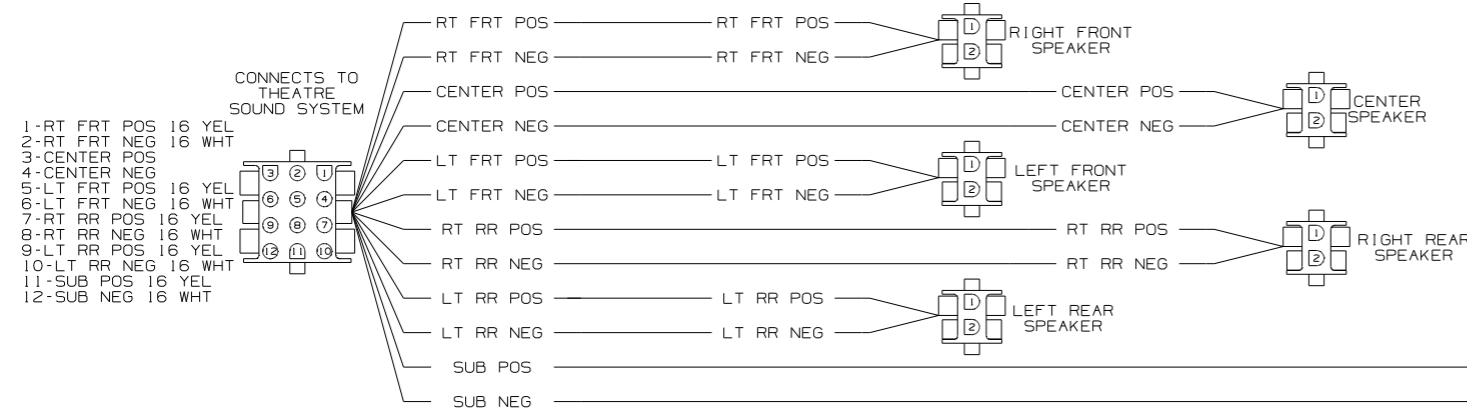 CONNECTS TO
THEATRE
SOUND SYSTEM
1-RT FRT POS 16 YEL
2-RT FRT NEG 16 WHT
3-CENTER POS
4-CENTER NEG
5-LT FRT POS 16 YEL
6-LT FRT NEG 16 WHT
7-RT RR POS 16 YEL
8-RT RR NEG 16 WHT
9-LT RR POS 16 YEL
10-LT RR NEG 16 WHT
11-SUB POS 16 YEL
12-SUB NEG 16 WHT
3 2 1
6 5 4
9 8 7
12 11 10
RT FRT POS RT FRT POS
RT FRT NEG RT FRT NEG
1
2
RIGHT FRONT
SPEAKER
CENTER POS CENTER POS
CENTER NEG CENTER NEG
1
2
CENTER
SPEAKER
LT FRT POS LT FRT POS
LT FRT NEG LT FRT NEG
1
2
LEFT FRONT
SPEAKER
RT RR POS RT RR POS
RT RR NEG RT RR NEG
1
2
RIGHT REAR
SPEAKER
LT RR POS LT RR POS
LT RR NEG LT RR NEG
1
2
LEFT REAR
SPEAKER
SUB POS
SUB NEG